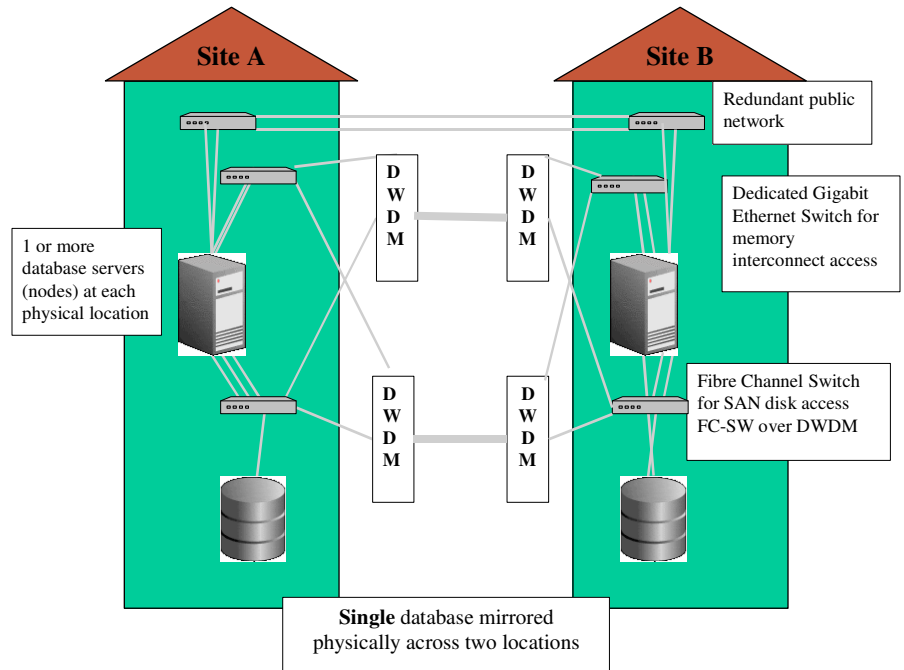 Site A
Site B
Redundant public
network
D
W
D
M
D
W
D
M
Dedicated Gigabit
Ethernet Switch for
memory
interconnect access
1 or more
database servers
(nodes) at each
physical location
D
W
D
M
D
W
D
M
Fibre Channel Switch
for SAN disk access
FC-SW over DWDM
Single database mirrored
physically across two locations